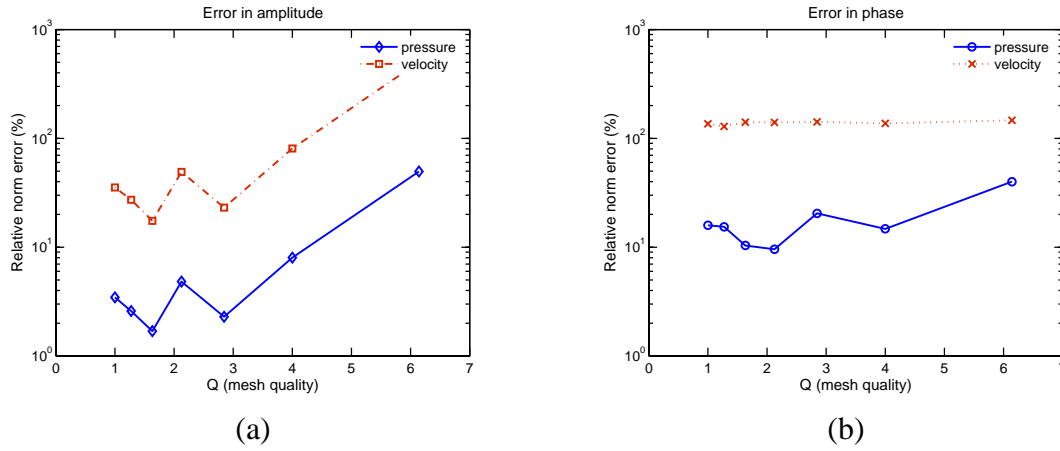 Error in amplitude
10^3
10^2
10^1
10^0
Relative norm error (%)
pressure
velocity
0 1 2 3 4 5 6 7
Q (mesh quality)
(a)
Error in phase
10^3
10^2
10^1
10^0
Relative norm error (%)
pressure
velocity
0 1 2 3 4 5 6 7
Q (mesh quality)
(b)